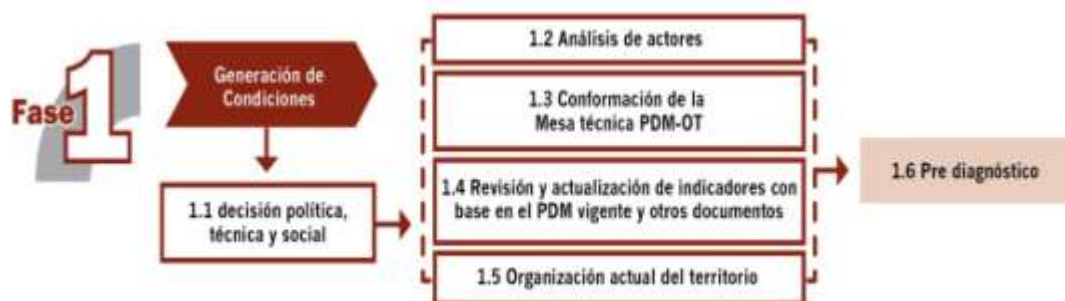 Fase 1
Generación de
Condiciones
1.1 decisión política,
técnica y social
1.2 Análisis de actores
1.3 Conformación de la
Mesa técnica PDM-OT
1.4 Revisión y actualización de indicadores con
base en el PDM vigente y otros documentos
1.5 Organización actual del territorio
1.6 Pre diagnóstico